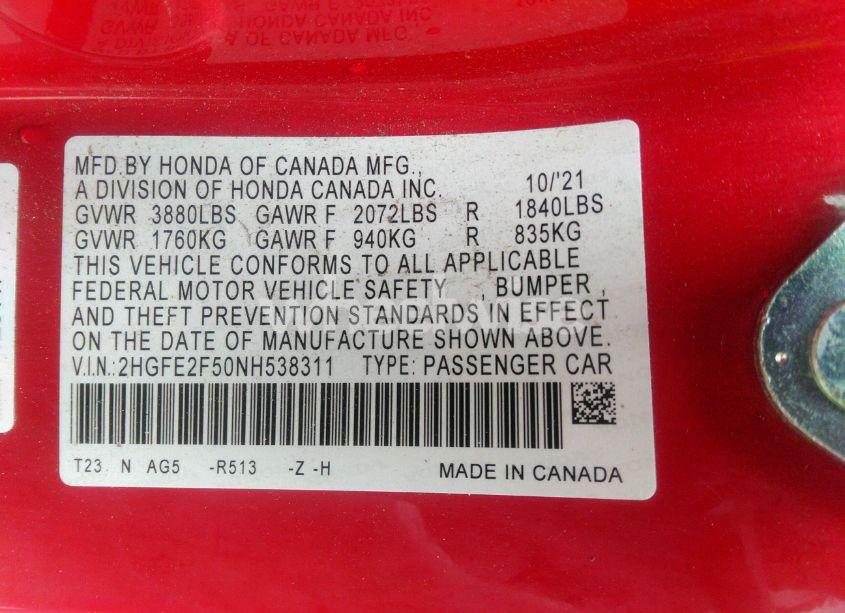 MFD.BY HONDA OF CANADA MFG.,
A DIVISION OF HONDA CANADA INC. 10/'21
GVWR 3880LBS GAWR F 2072LBS R 1840LBS
GVWR 1760KG GAWR F 940KG R 835KG
THIS VEHICLE CONFORMS TO ALL APPLICABLE
FEDERAL MOTOR VEHICLE SAFETY , BUMPER ,
AND THEFT PREVENTION STANDARDS IN EFFECT
ON THE DATE OF MANUFACTURE SHOWN ABOVE.
V.I.N.: 2HGFE2F50NH538311 TYPE: PASSENGER CAR
T23 N AG5 -R513 -Z -H MADE IN CANADA